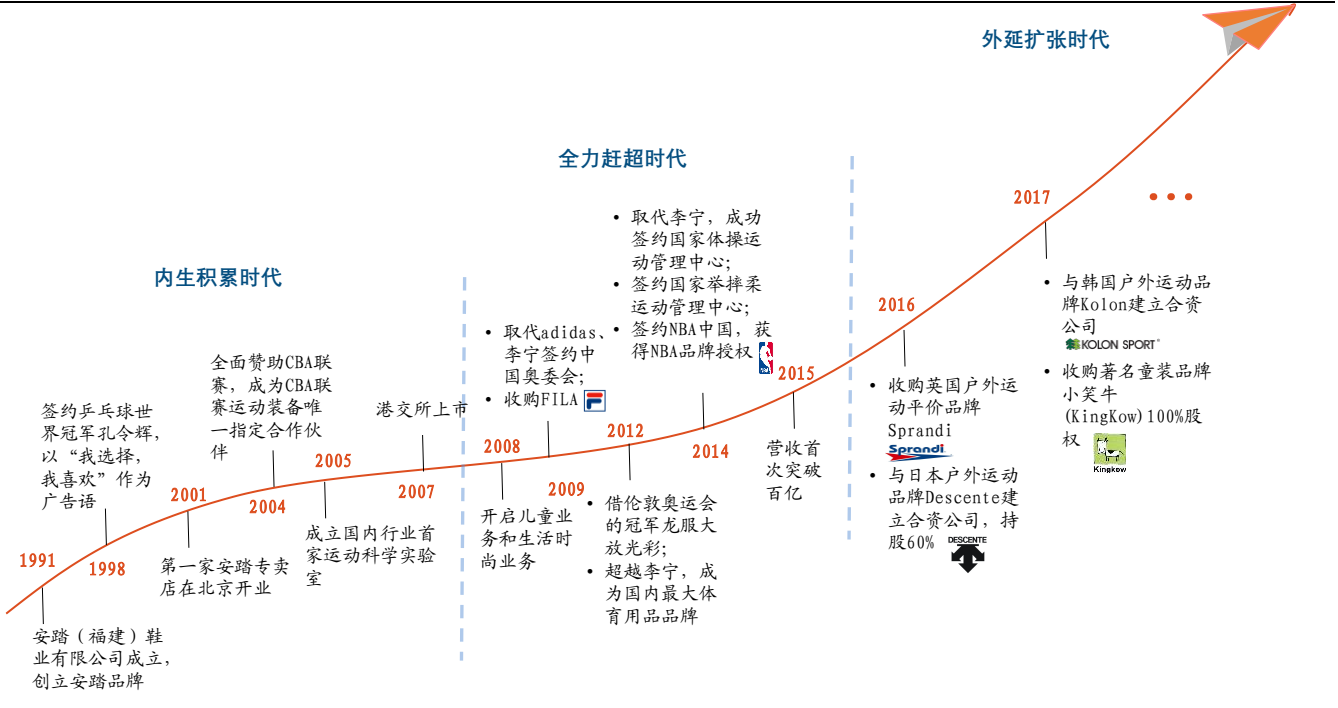 外延扩张时代
全力赶超时代
内生积累时代
1991
安踏（福建）鞋
业有限公司成立，
创立安踏品牌
签约乒乓球世
界冠军孔令辉，
以“我选择，
我喜欢”作为
广告语
1998
2001
第一家安踏专卖
店在北京开业
全面赞助CBA联
赛，成为CBA联
赛运动装备唯
一指定合作伙
伴
2004
2005
成立国内行业首
家运动科学实验
室
港交所上市
2007
2008
开启儿童业
务和生活时
尚业务
• 取代adidas、
李宁签约中
国奥委会；
• 收购FILA
2009
2012
• 借伦敦奥运会
的冠军龙服大
放光彩；
• 超越李宁，成
为国内最大体
育用品品牌
• 取代李宁，成功
签约国家体操运
动管理中心；
• 签约国家举摔柔
运动管理中心；
• 签约NBA中国，获
得NBA品牌授权
2014
2015
营收首
次突破
百亿
2016
• 收购英国户外运
动平价品牌
Sprandi
Sprandi
• 与日本户外运动
品牌Descente建
立合资公司，持
股60%
DESCENTE
2017
• 与韩国户外运动品
牌Kolon建立合资
公司
KOLON SPORT
• 收购著名童装品牌
小笑牛
(KingKow)100%股
权
Kingkow
•••